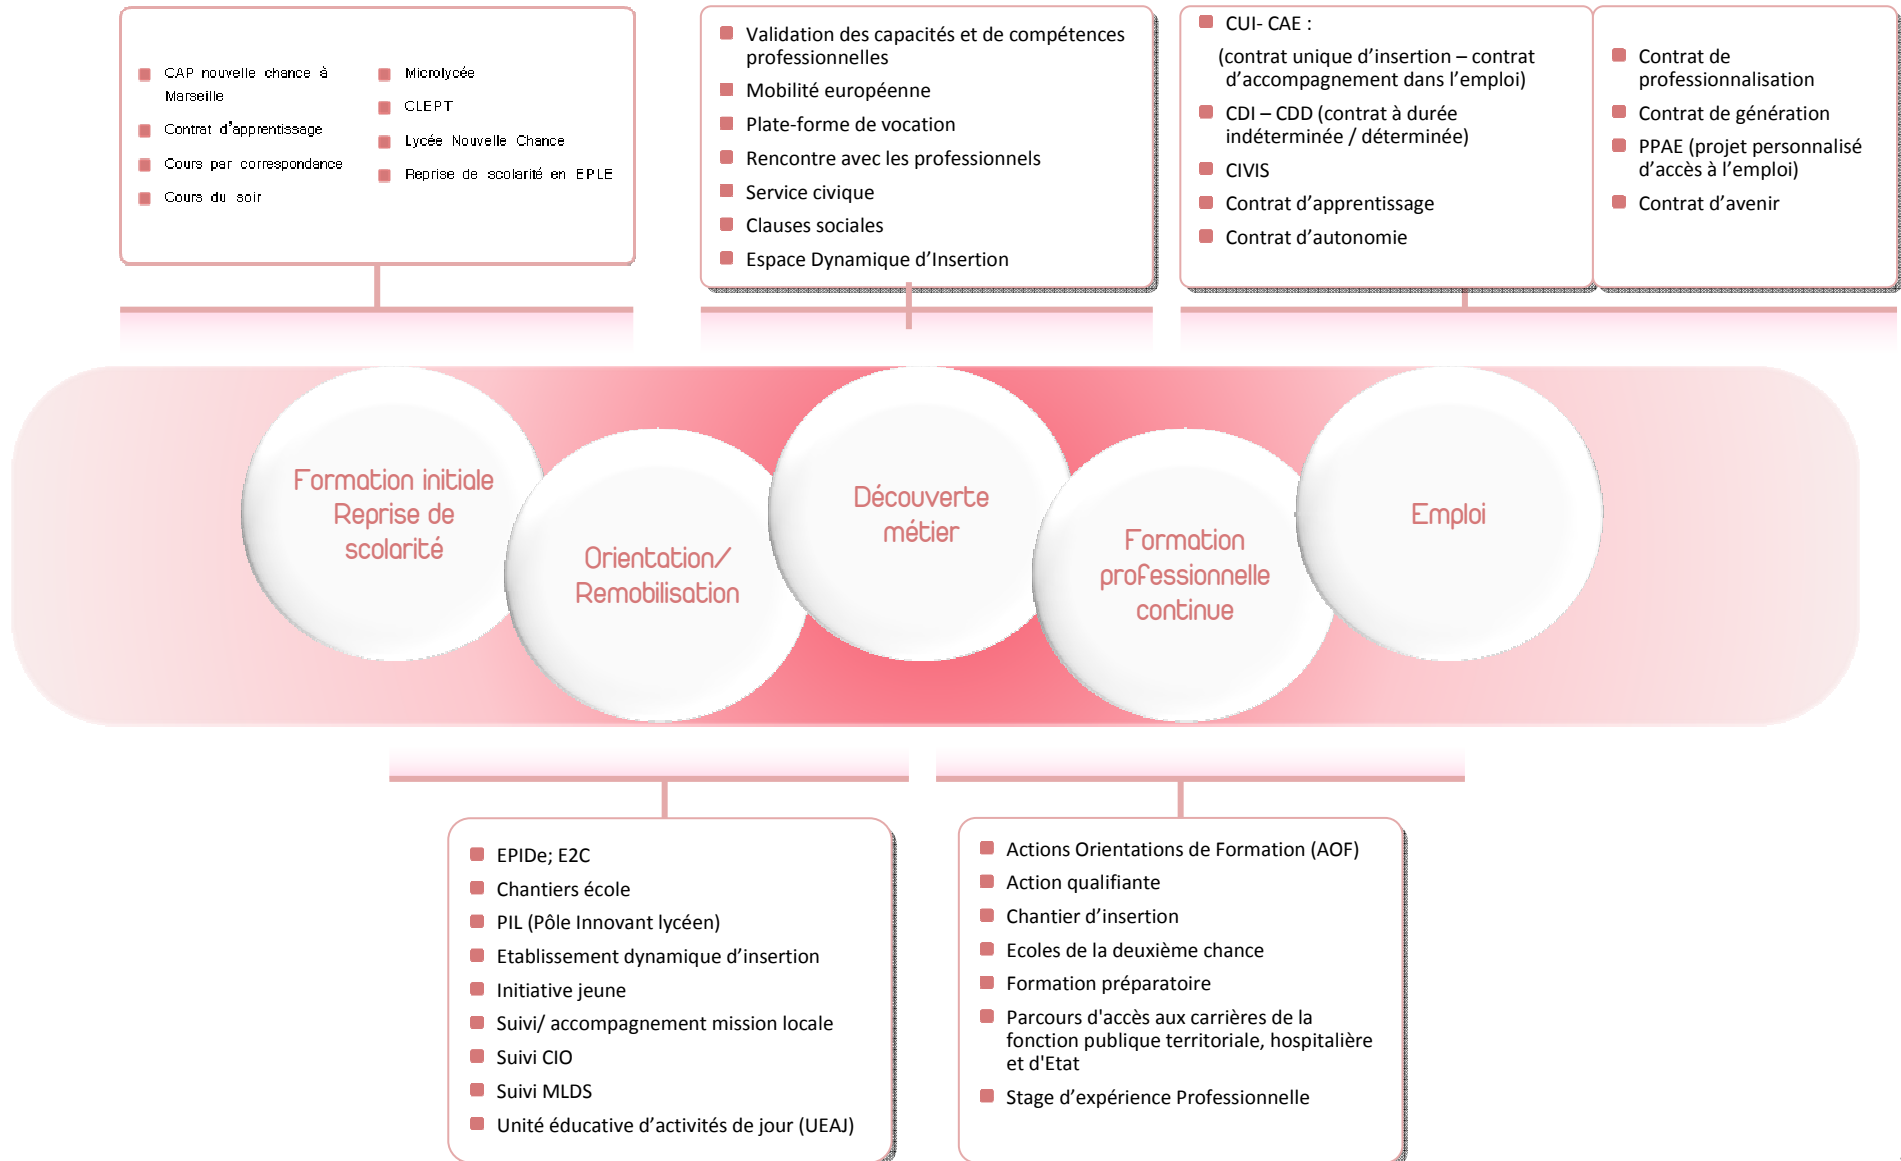 CAP nouvelle chance à
Marseille
Contrat d'apprentissage
Cours par correspondance
Cours du soir
Microlycée
CLEPT
Lycée Nouvelle Chance
Reprise de scolarité en EPLE
Validation des capacités et de compétences
professionnelles
Mobilité européenne
Plate-forme de vocation
Rencontre avec les professionnels
Service civique
Clauses sociales
Espace Dynamique d’Insertion
CUI- CAE :
(contrat unique d’insertion – contrat
d’accompagnement dans l’emploi)
CDI – CDD (contrat à durée
indéterminée / déterminée)
CIVIS
Contrat d’apprentissage
Contrat d’autonomie
Contrat de
professionnalisation
Contrat de génération
PPAE (projet personnalisé
d’accès à l’emploi)
Contrat d’avenir
Formation initiale
Reprise de
scolarité
Orientation/
Remobilisation
Découverte
métier
Formation
professionnelle
continue
Emploi
EPIDe; E2C
Chantiers école
PIL (Pôle Innovant lycéen)
Etablissement dynamique d’insertion
Initiative jeune
Suivi/ accompagnement mission locale
Suivi CIO
Suivi MLDS
Unité éducative d’activités de jour (UEAJ)
Actions Orientations de Formation (AOF)
Action qualifiante
Chantier d’insertion
Ecoles de la deuxième chance
Formation préparatoire
Parcours d'accès aux carrières de la
fonction publique territoriale, hospitalière
et d'Etat
Stage d’expérience Professionnelle